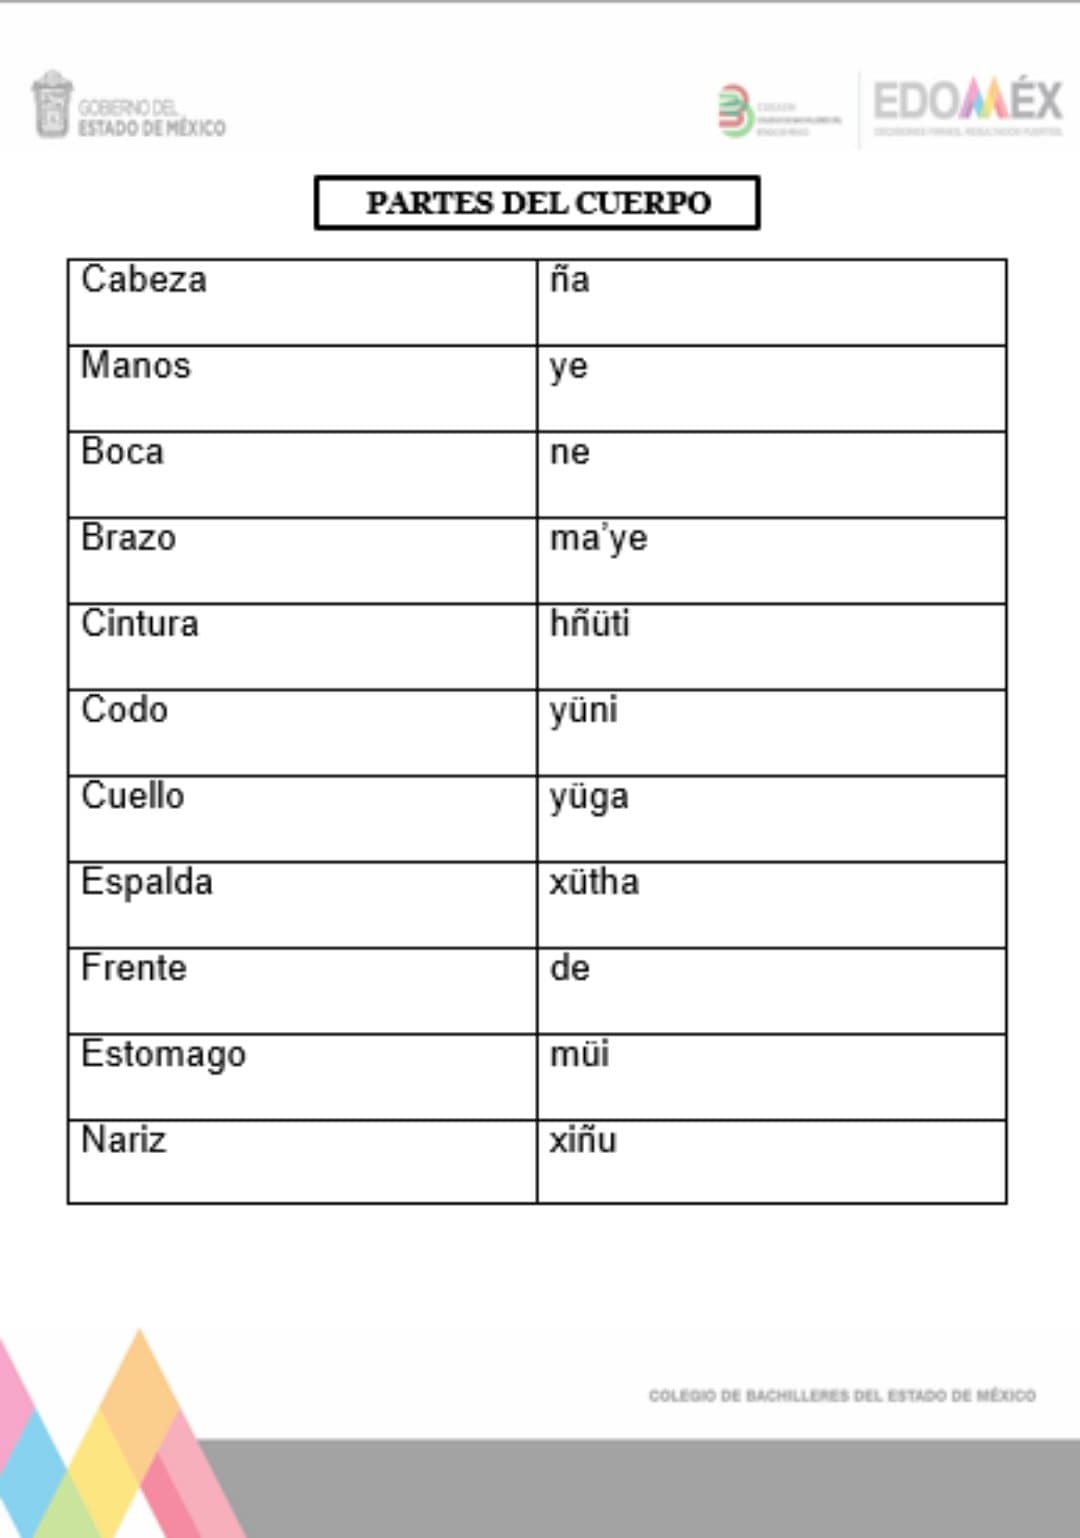 GOBIERNO DEL
ESTADO DE MÉXICO
EDOMÉX
PARTES DEL CUERPO
Cabeza ña
Manos ye
Boca ne
Brazo ma’ye
Cintura hñüti
Codo yüni
Cuello yüga
Espalda xütha
Frente de
Estomago müi
Nariz xiñu
COLEGIO DE BACHILLERES DEL ESTADO DE MÉXICO